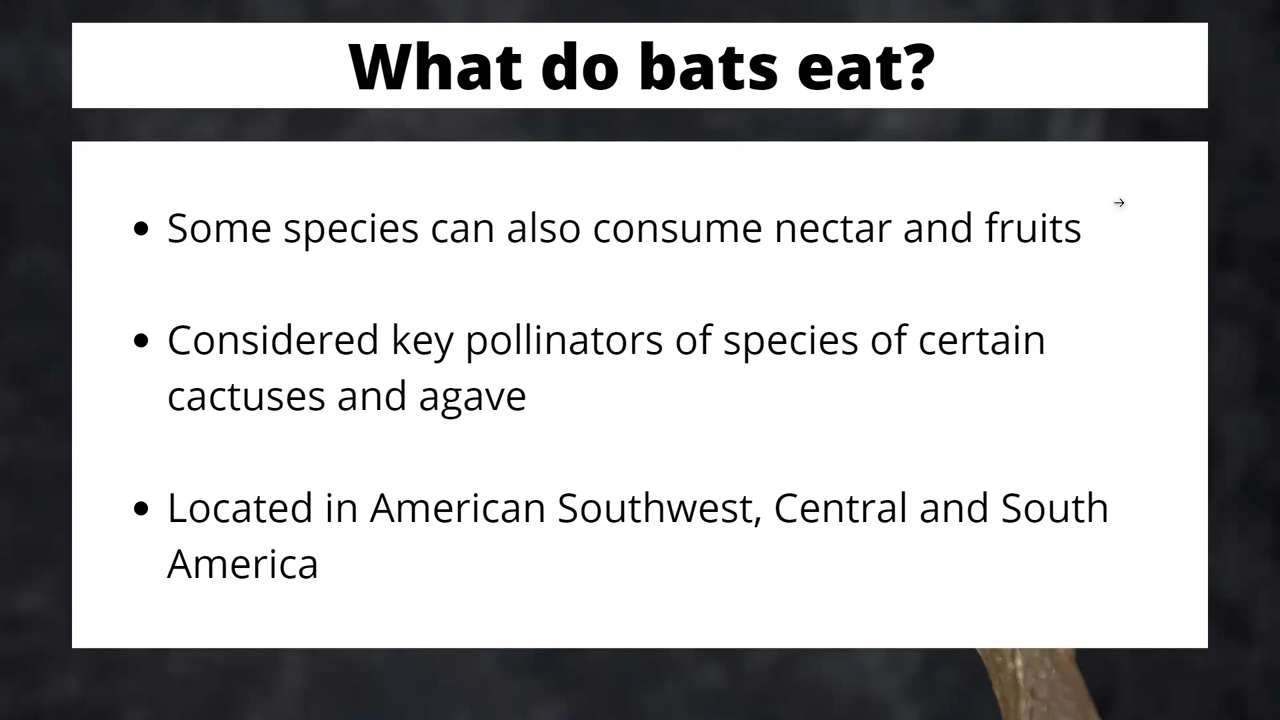 What do bats eat?
• Some species can also consume nectar and fruits
• Considered key pollinators of species of certain
cactuses and agave
• Located in American Southwest, Central and South
America